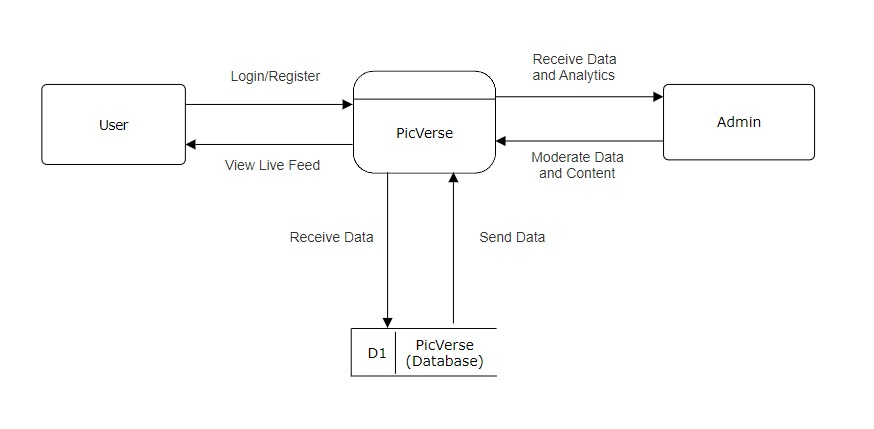 Receive Data
and Analytics
Login/Register
User
PicVerse
Admin
View Live Feed
Moderate Data
and Content
Receive Data
Send Data
D1
PicVerse
(Database)